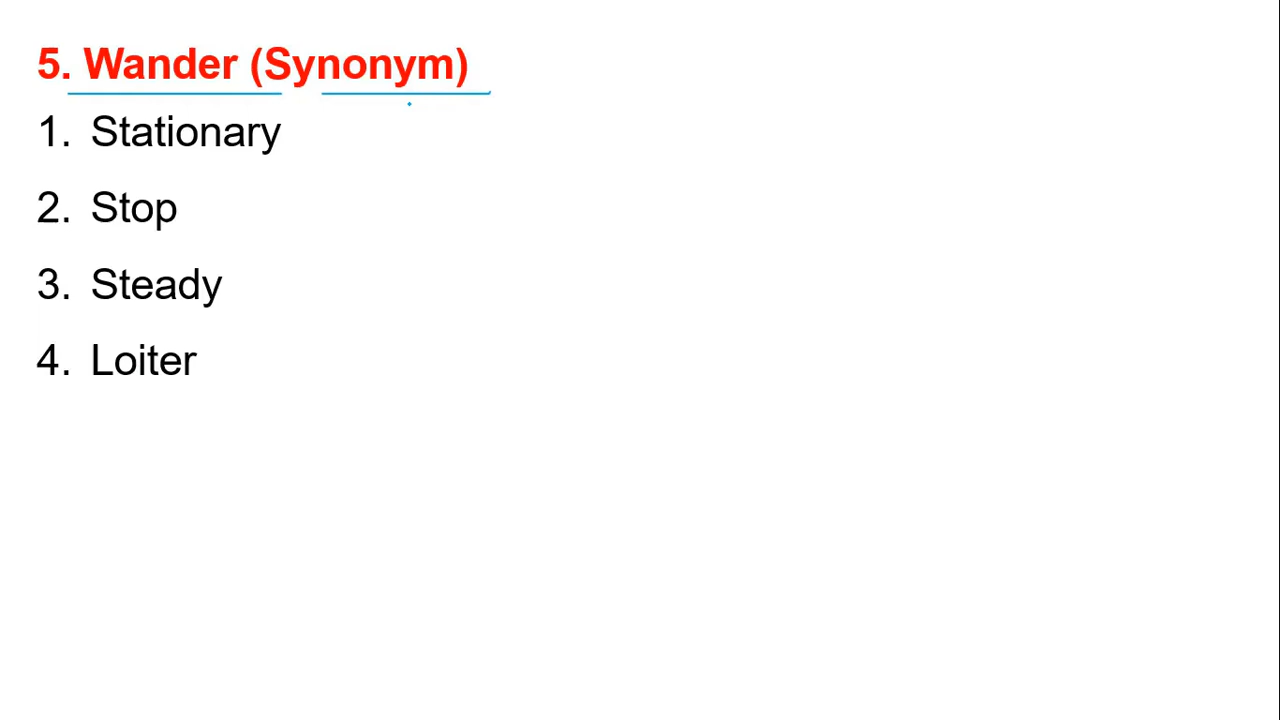 5. Wander (Synonym)
1. Stationary
2. Stop
3. Steady
4. Loiter